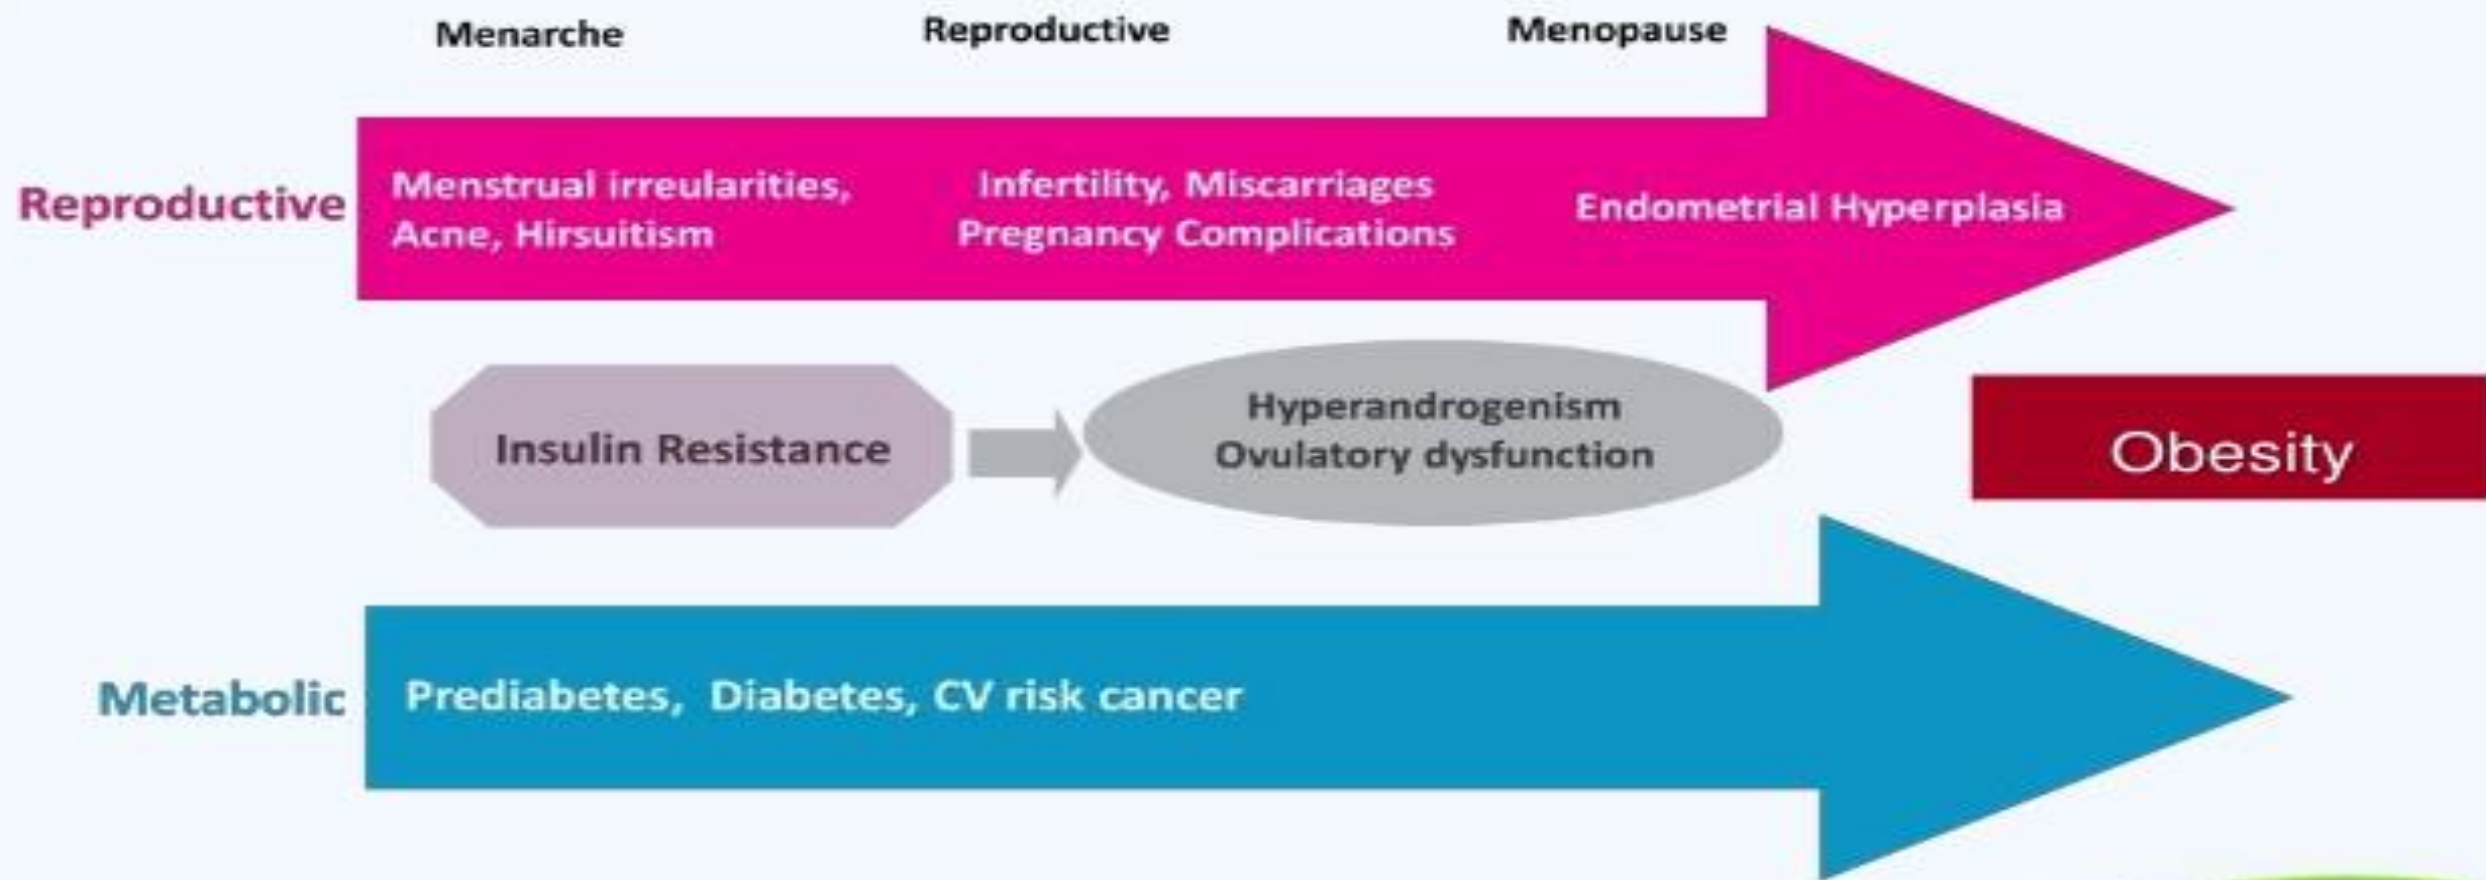 Menarche
Reproductive
Menopause
Reproductive
Menstrual irreularities,
Acne, Hirsuitism
Infertility, Miscarriages
Pregnancy Complications
Endometrial Hyperplasia
Insulin Resistance
Hyperandrogenism
Ovulatory dysfunction
Obesity
Metabolic
Prediabetes, Diabetes, CV risk cancer